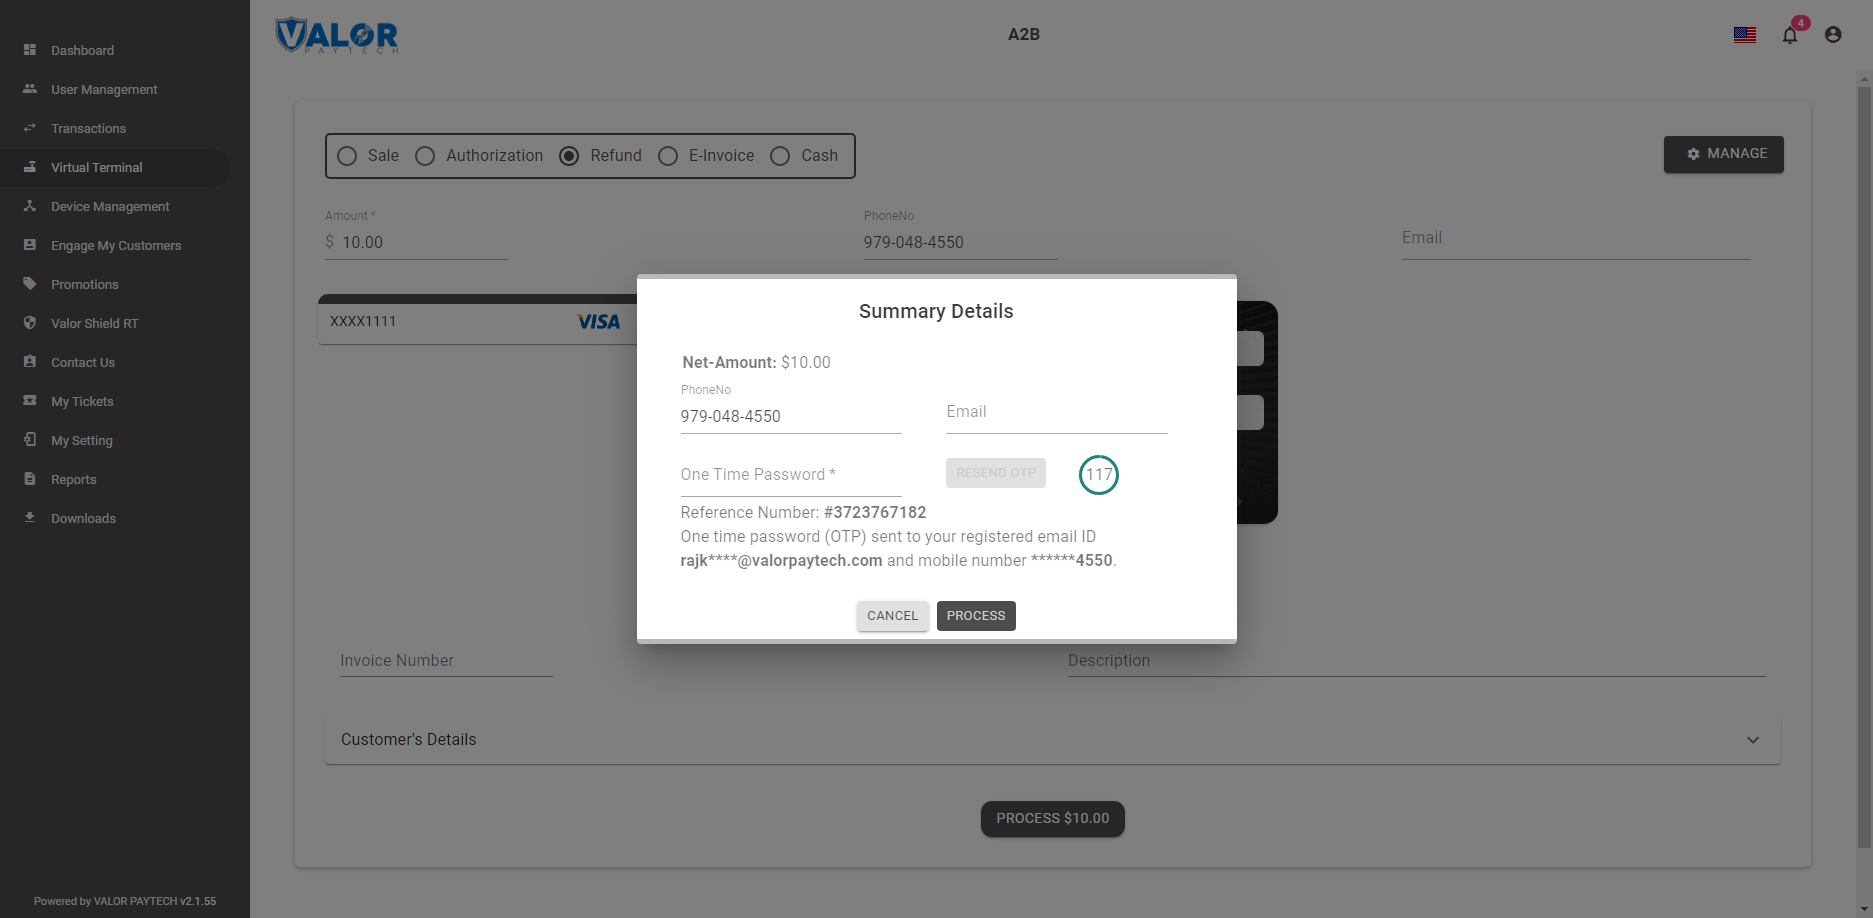 Dashboard
User Management
Transactions
Virtual Terminal
Device Management
Engage My Customers
Promotions
Valor Shield RT
Contact Us
My Tickets
My Setting
Reports
Downloads
Powered by VALOR PAYTECH v2.1.55
VALOR
PAYTECH
A2B
4
Sale Authorization Refund E-Invoice Cash
MANAGE
Amount *
$ 10.00
PhoneNo
979-048-4550
Email
XXXX1111 VISA
Summary Details
Net-Amount: $10.00
PhoneNo
979-048-4550
Email
One Time Password *
RESEND OTP
117
Reference Number: #3723767182
One time password (OTP) sent to your registered email ID
rajk****@valorpaytech.com and mobile number ******4550.
CANCEL PROCESS
Invoice Number
Description
Customer's Details
PROCESS $10.00